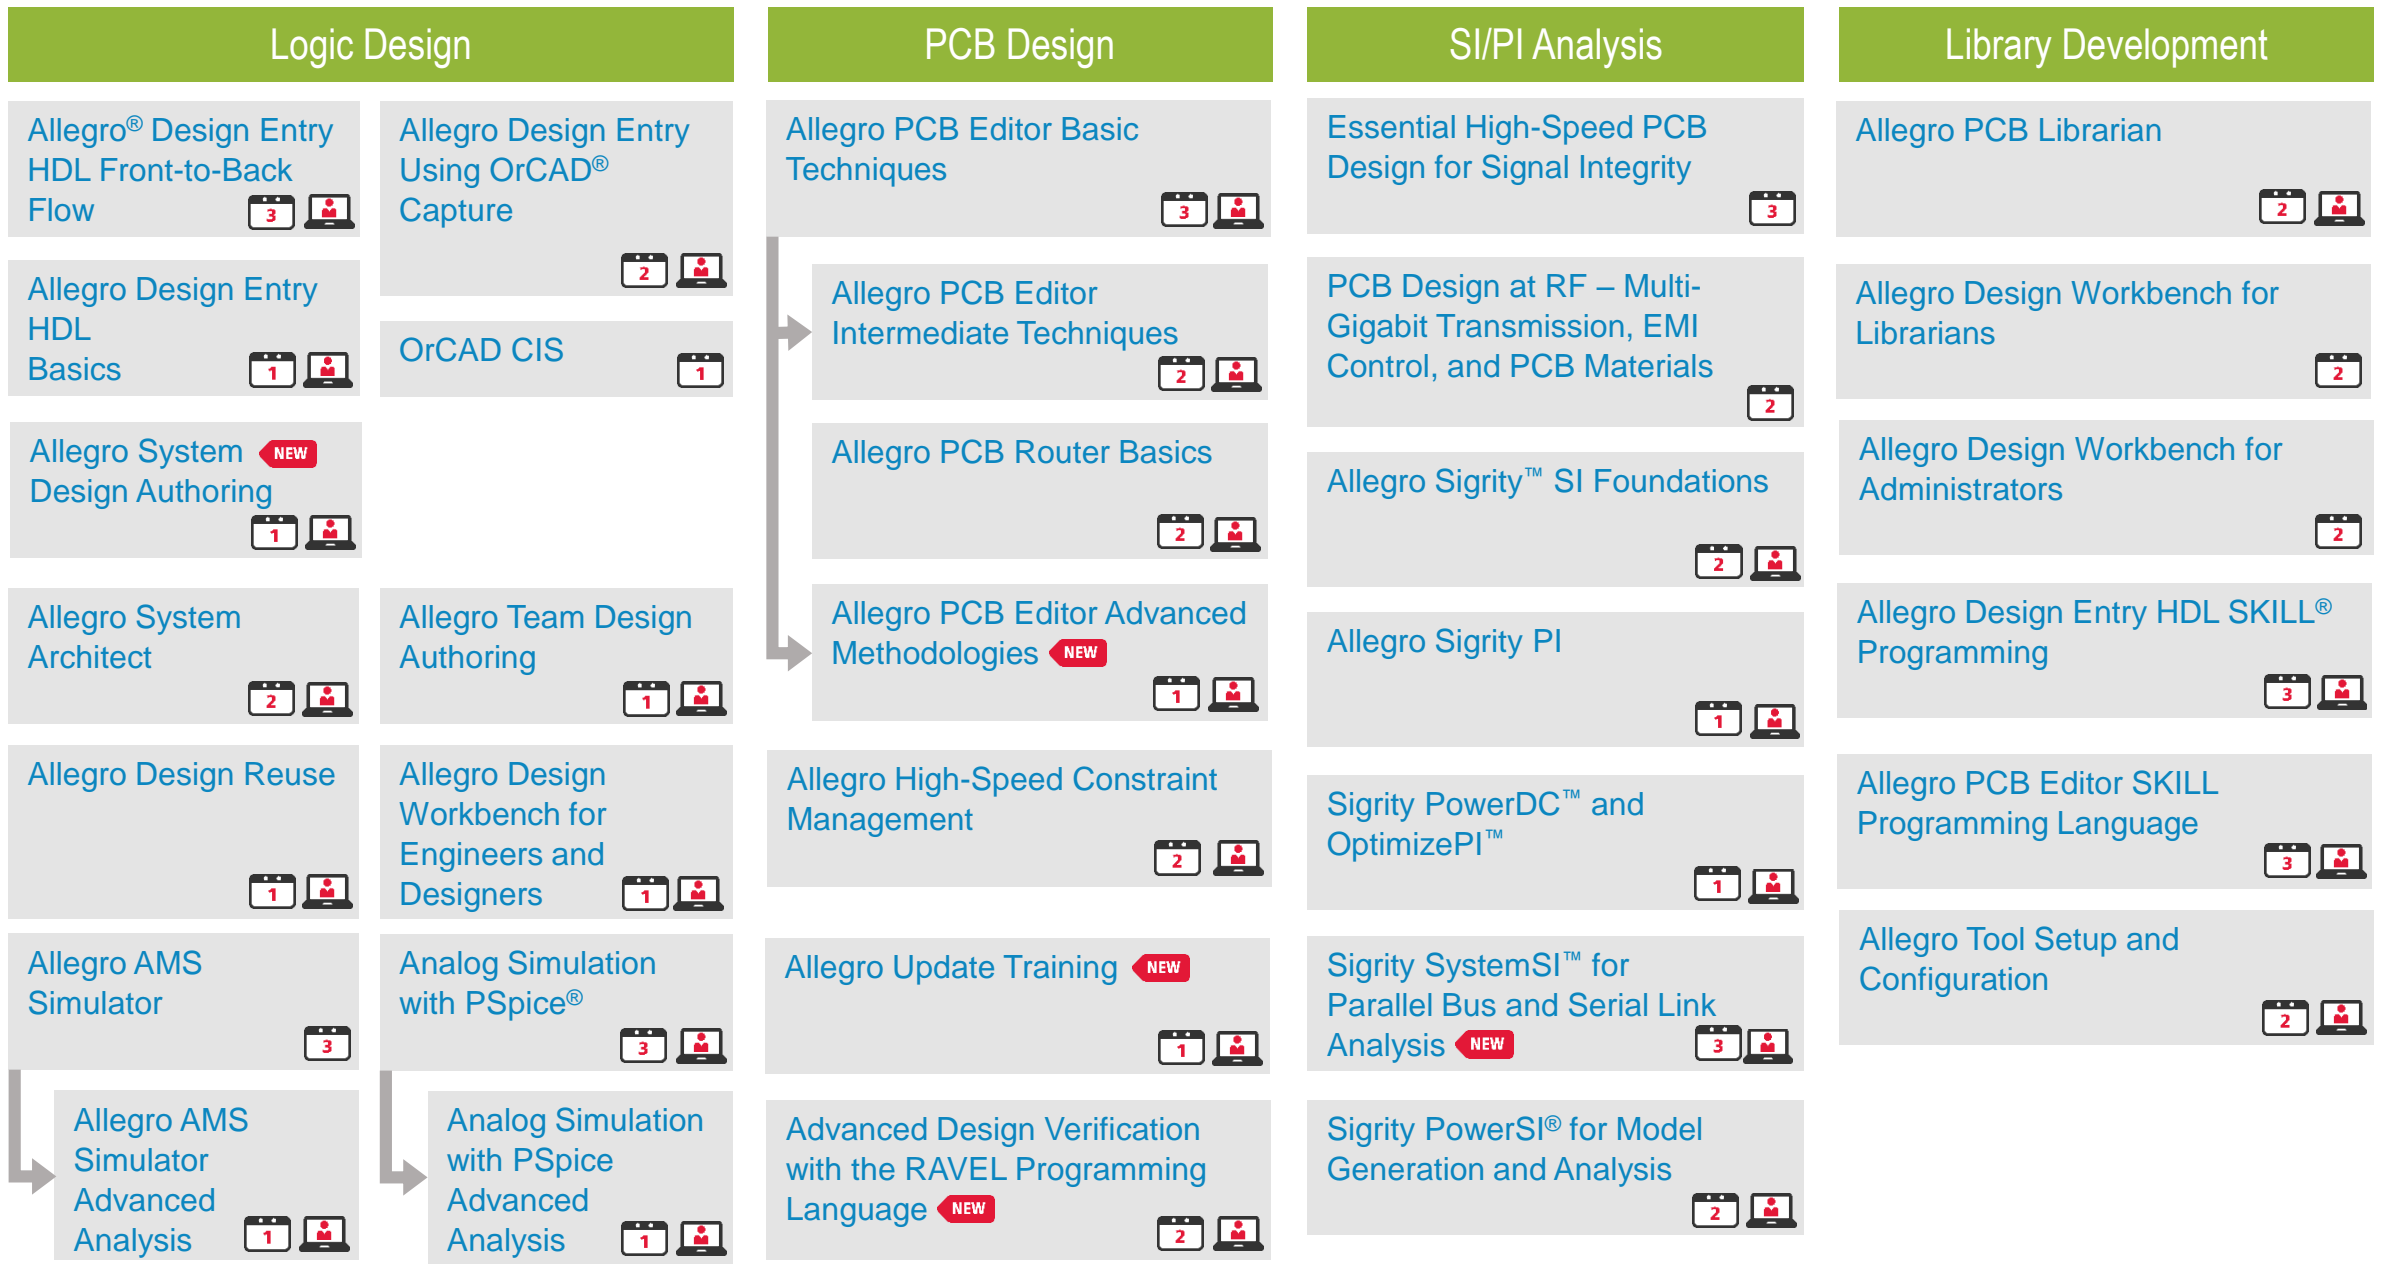 Logic Design
Allegro® Design Entry
HDL Front-to-Back
Flow
3
Allegro Design Entry
Using OrCAD®
Capture
2
Allegro Design Entry
HDL
Basics
1
OrCAD CIS
1
Allegro System NEW
Design Authoring
1
Allegro System
Architect
2
Allegro Team Design
Authoring
1
Allegro Design Reuse
1
Allegro Design
Workbench for
Engineers and
Designers
1
Allegro AMS
Simulator
3
Analog Simulation
with PSpice®
3
Allegro AMS
Simulator
Advanced
Analysis
1
Analog Simulation
with PSpice
Advanced
Analysis
1
PCB Design
Allegro PCB Editor Basic
Techniques
3
Allegro PCB Editor
Intermediate Techniques
2
Allegro PCB Router Basics
2
Allegro PCB Editor Advanced
Methodologies NEW
1
Allegro High-Speed Constraint
Management
2
Allegro Update Training NEW
1
Advanced Design Verification
with the RAVEL Programming
Language NEW
2
SI/PI Analysis
Essential High-Speed PCB
Design for Signal Integrity
3
PCB Design at RF – Multi-
Gigabit Transmission, EMI
Control, and PCB Materials
2
Allegro Sigrity™ SI Foundations
2
Allegro Sigrity PI
1
Sigrity PowerDC™ and
OptimizePI™
1
Sigrity SystemSI™ for
Parallel Bus and Serial Link
Analysis NEW
3
Sigrity PowerSI® for Model
Generation and Analysis
2
Library Development
Allegro PCB Librarian
2
Allegro Design Workbench for
Librarians
2
Allegro Design Workbench for
Administrators
2
Allegro Design Entry HDL SKILL®
Programming
3
Allegro PCB Editor SKILL
Programming Language
3
Allegro Tool Setup and
Configuration
2